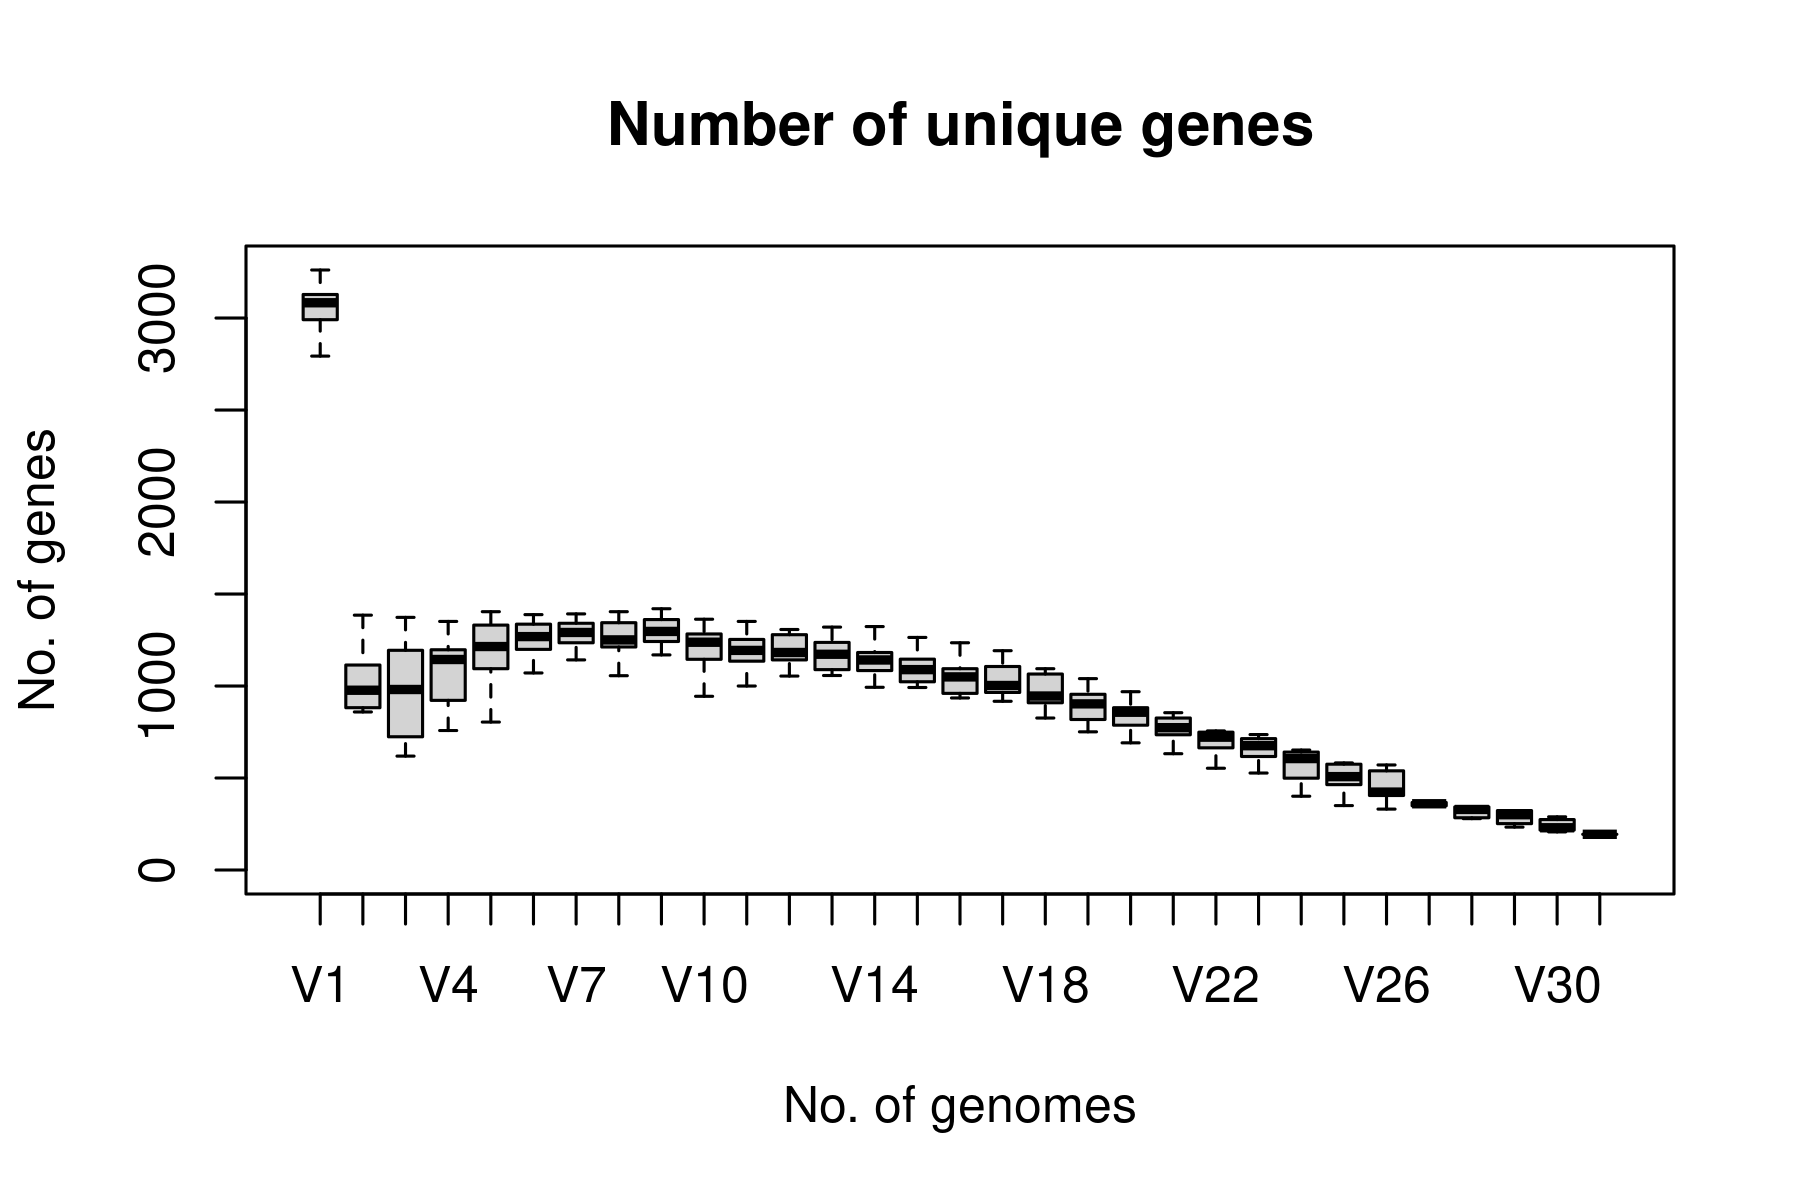 Number of unique genes
No. of genes
3000
2000
1000
0
V1 V4 V7 V10 V14 V18 V22 V26 V30
No. of genomes